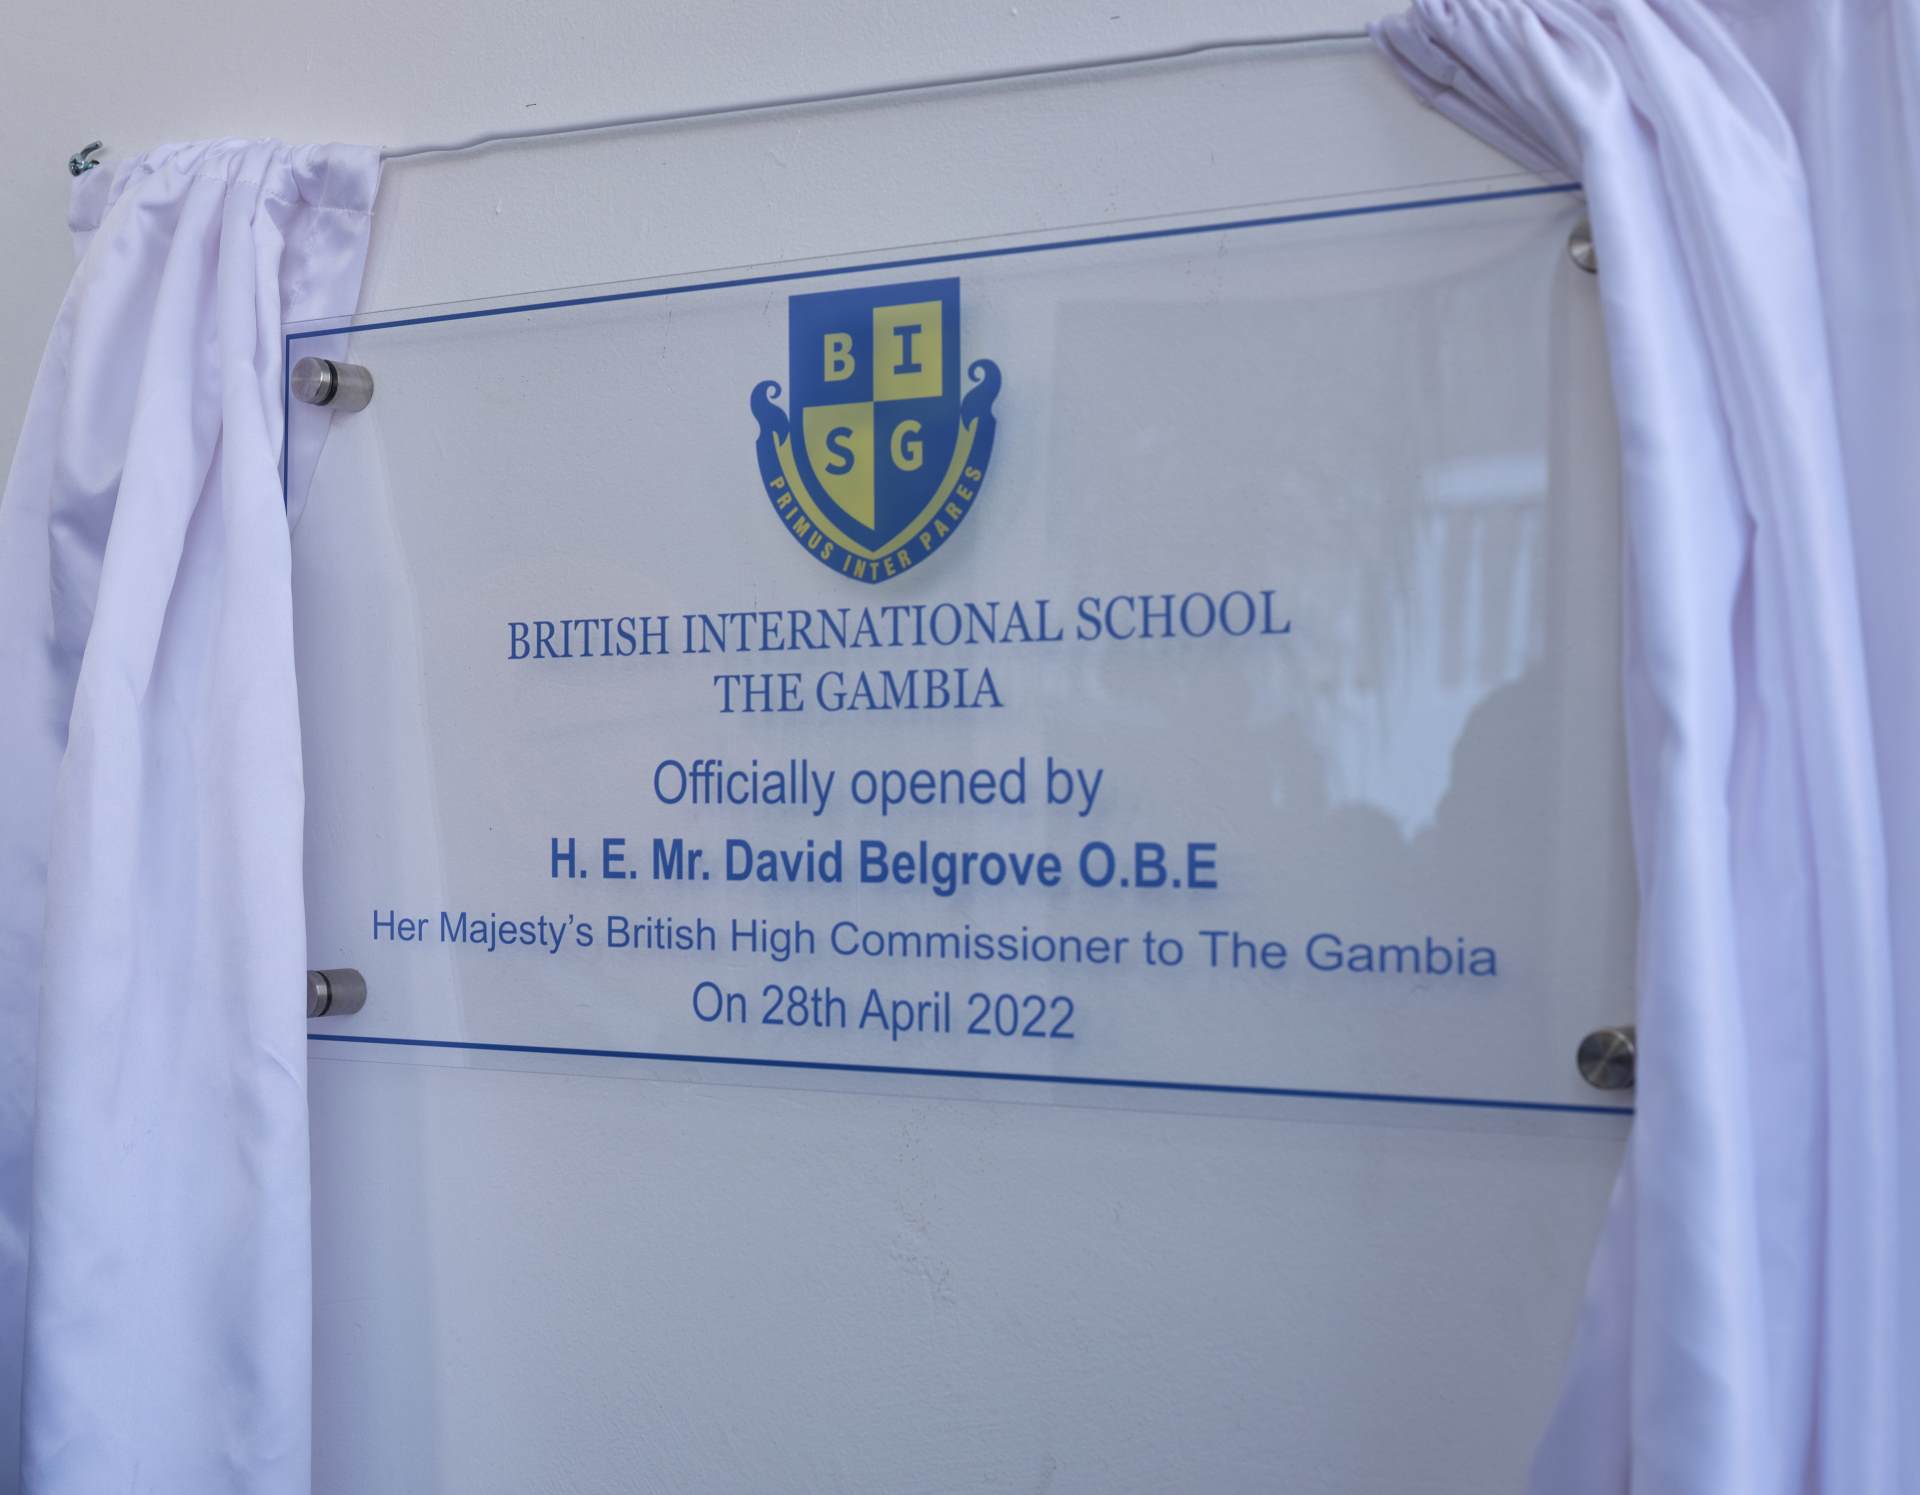 B I
S G
PRIMUS INTER PARES
BRITISH INTERNATIONAL SCHOOL
THE GAMBIA
Officially opened by
H. E. Mr. David Belgrove O.B.E
Her Majesty's British High Commissioner to The Gambia
On 28th April 2022